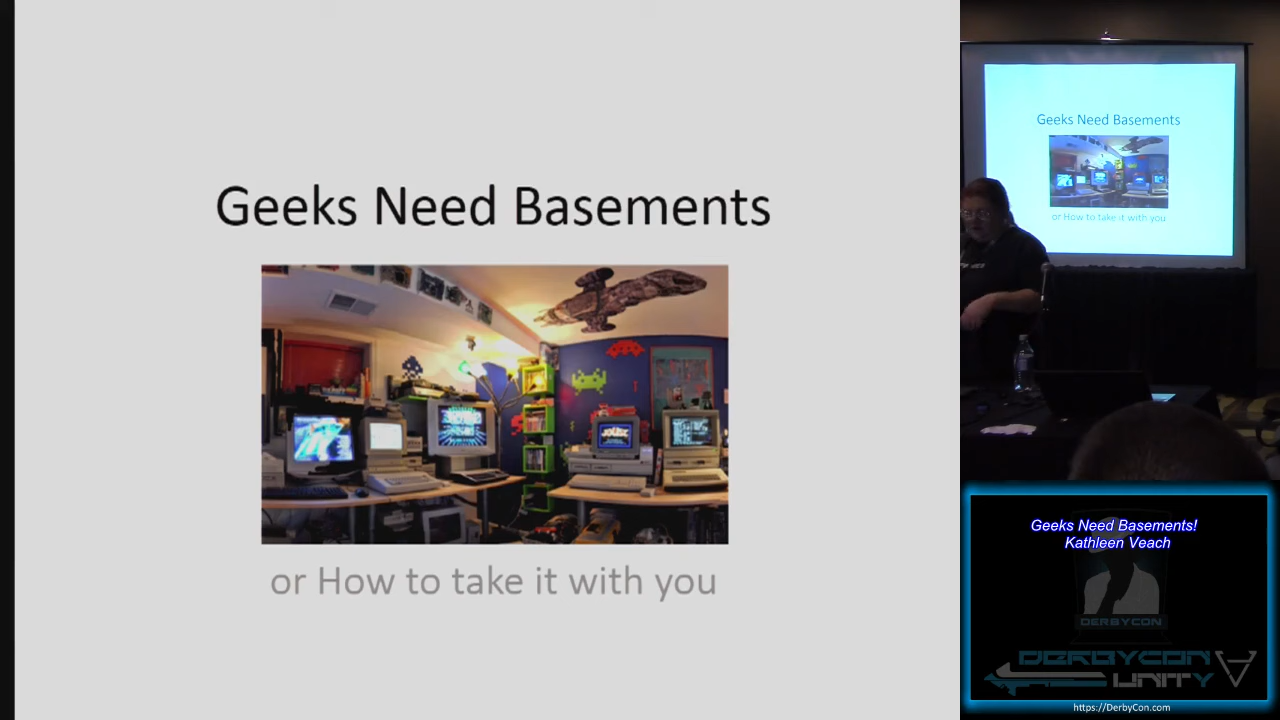 Geeks Need Basements
or How to take it with you
Geeks Need Basements
or How to take it with you
Geeks Need Basements!
Kathleen Veach
DERBYCON
DERBYCON
UNITY
https://DerbyCon.com